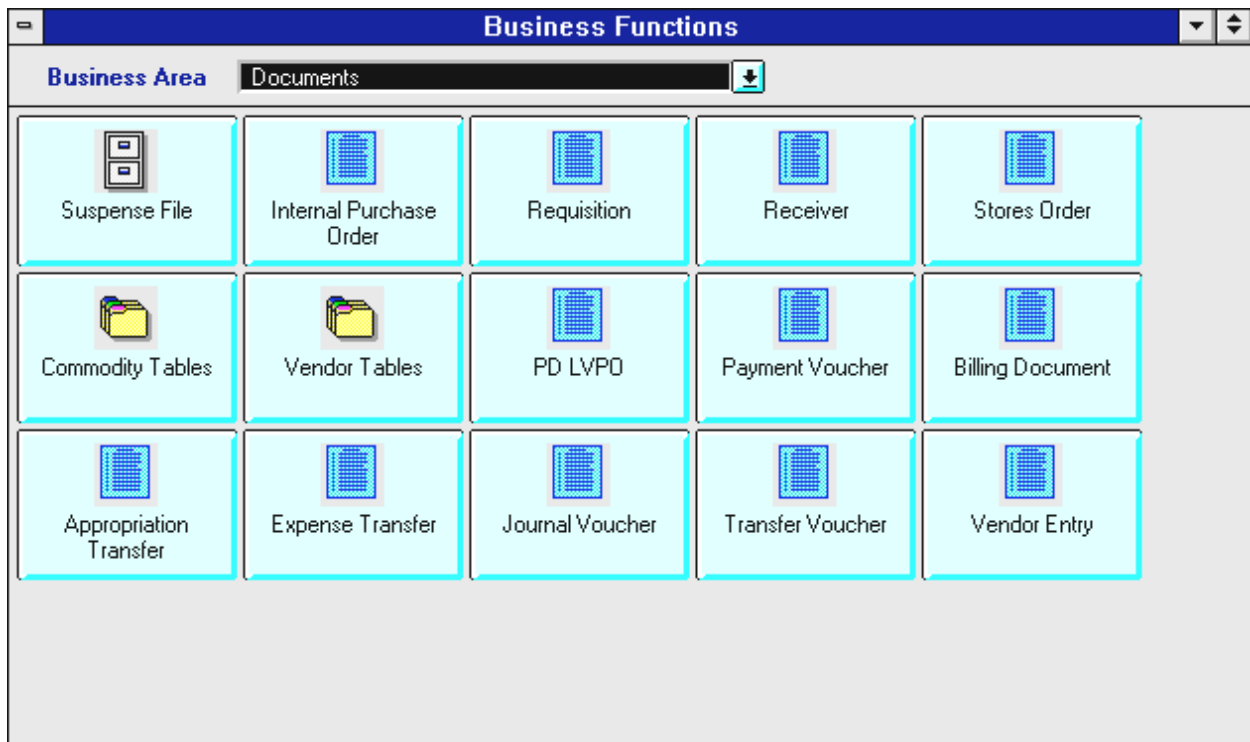 Business Functions
Business Area Documents
Suspense File
Internal Purchase
Order
Requisition
Receiver
Stores Order
Commodity Tables
Vendor Tables
PD LVPO
Payment Voucher
Billing Document
Appropriation
Transfer
Expense Transfer
Journal Voucher
Transfer Voucher
Vendor Entry